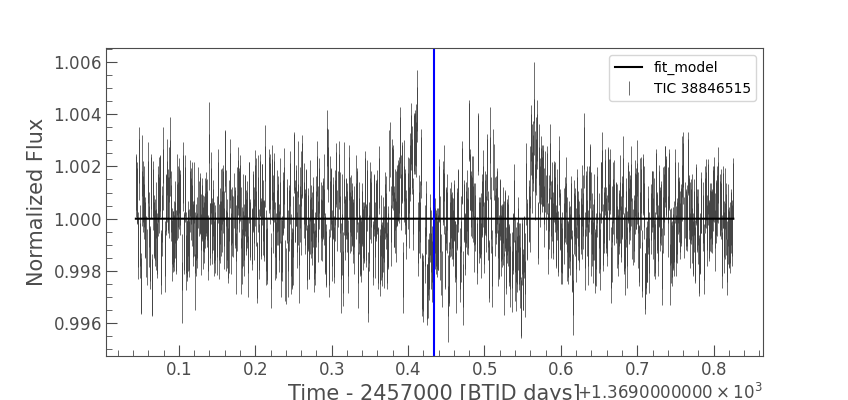 Normalized Flux
1.006
1.004
1.002
1.000
0.998
0.996
fit_model
TIC 38846515
0.1 0.2 0.3 0.4 0.5 0.6 0.7 0.8
Time - 2457000 [BTJD days]
+1.3690000000 × 10³